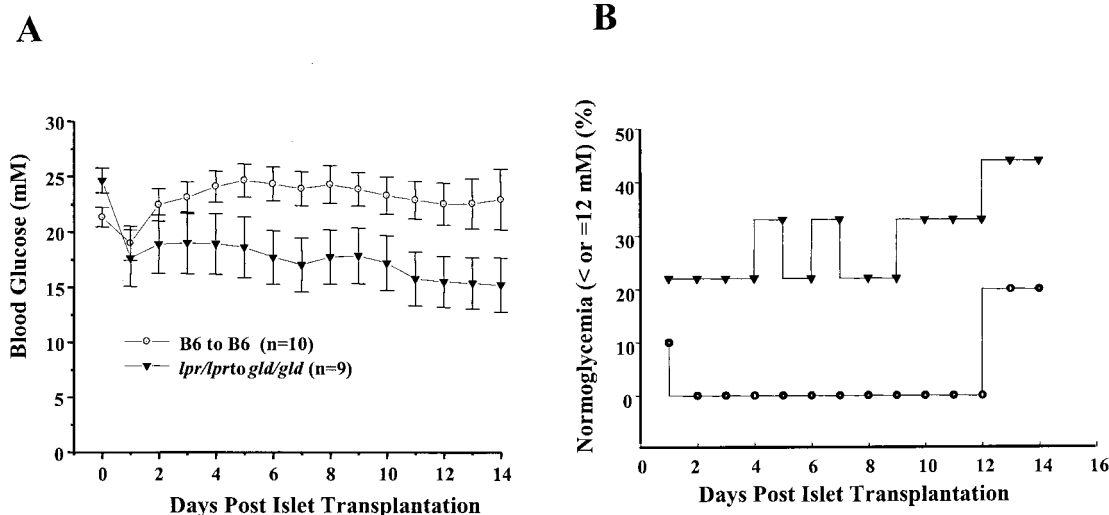 A
Blood Glucose (mM)
30
25
20
15
10
5
0
B6 to B6 (n=10)
lpr/lprto gld/gld (n=9)
0 2 4 6 8 10 12 14
Days Post Islet Transplantation
B
Normoglycemia (< or =12 mM) (%)
50
40
30
20
10
0
0 2 4 6 8 10 12 14 16
Days Post Islet Transplantation